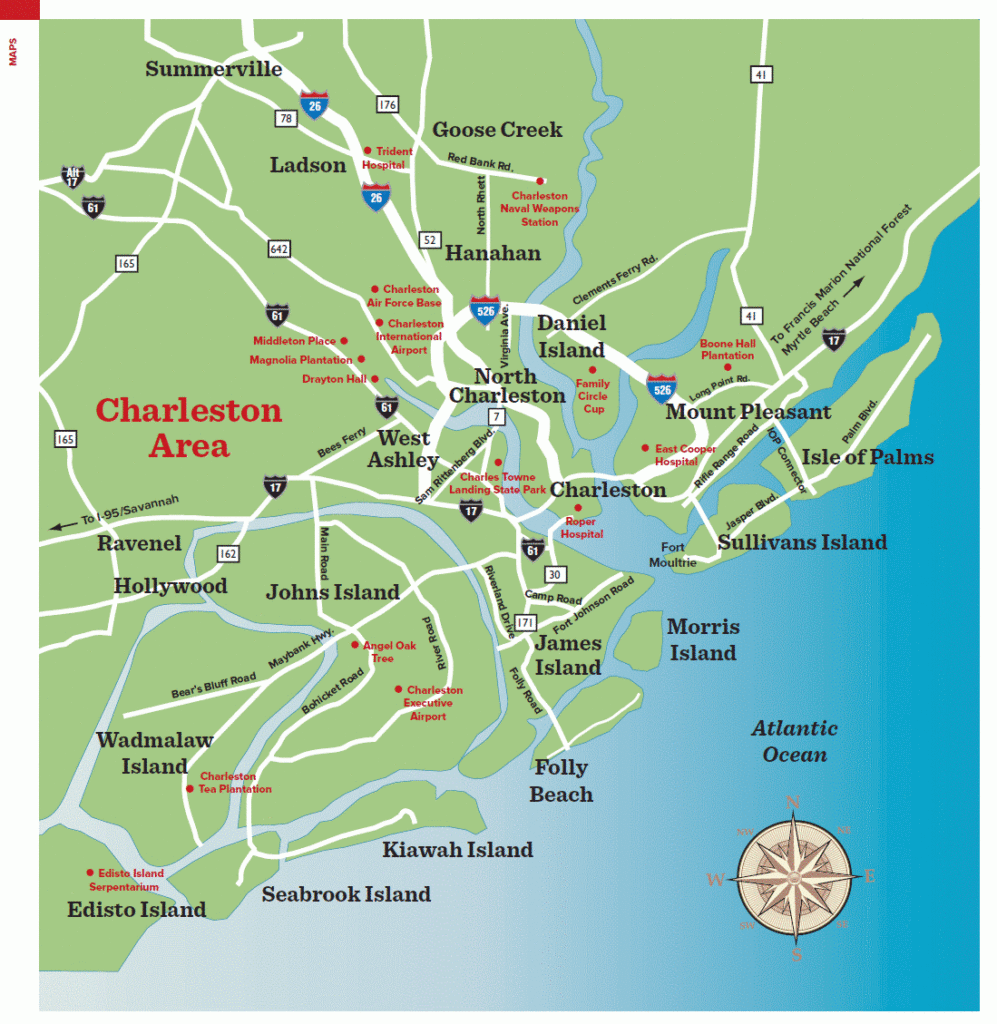 MAPS
Summerville
41
26
176
78
Goose Creek
Trident
Hospital
Ladson
Red Bank Rd.
Alt
17
26
61
Charleston
Naval Weapons
Station
North Rhett
52
Hanahan
642
165
To Francis Marion National Forest
Myrtle Beach
Clements Ferry Rd.
Charleston
Air Force Base
526
61
41
Charleston
International
Airport
Virginia Ave.
Daniel
Island
17
Middleton Place
Magnolia Plantation
Drayton Hall
Boone Hall
Plantation
North
Charleston
Family
Circle
Cup
526
Long Point Rd.
61
Charleston
Area
7
Mount Pleasant
Palm Blvd.
165
Bees Ferry
West
Ashley
Sam Rittenberg Blvd.
East Cooper
Hospital
Rifle Range Road
IOP Connector
Isle of Palms
Charles Towne
Landing State Park
Charleston
17
17
To I-95/Savannah
Roper
Hospital
Jasper Blvd.
Ravenel
162
Main Road
61
Fort
Moultrie
Sullivans Island
Hollywood
Johns Island
30
Riverland Drive
Camp Road
Fort Johnson Road
171
James
Island
Morris
Island
Maybank Hwy.
Angel Oak
Tree
River Road
Bear's Bluff Road
Bohicket Road
Charleston
Executive
Airport
Folly Road
Wadmalaw
Island
Atlantic
Ocean
Charleston
Tea Plantation
Folly
Beach
N
NW
NE
Kiawah Island
W
E
Edisto Island
Serpentarium
Seabrook Island
Edisto Island
S